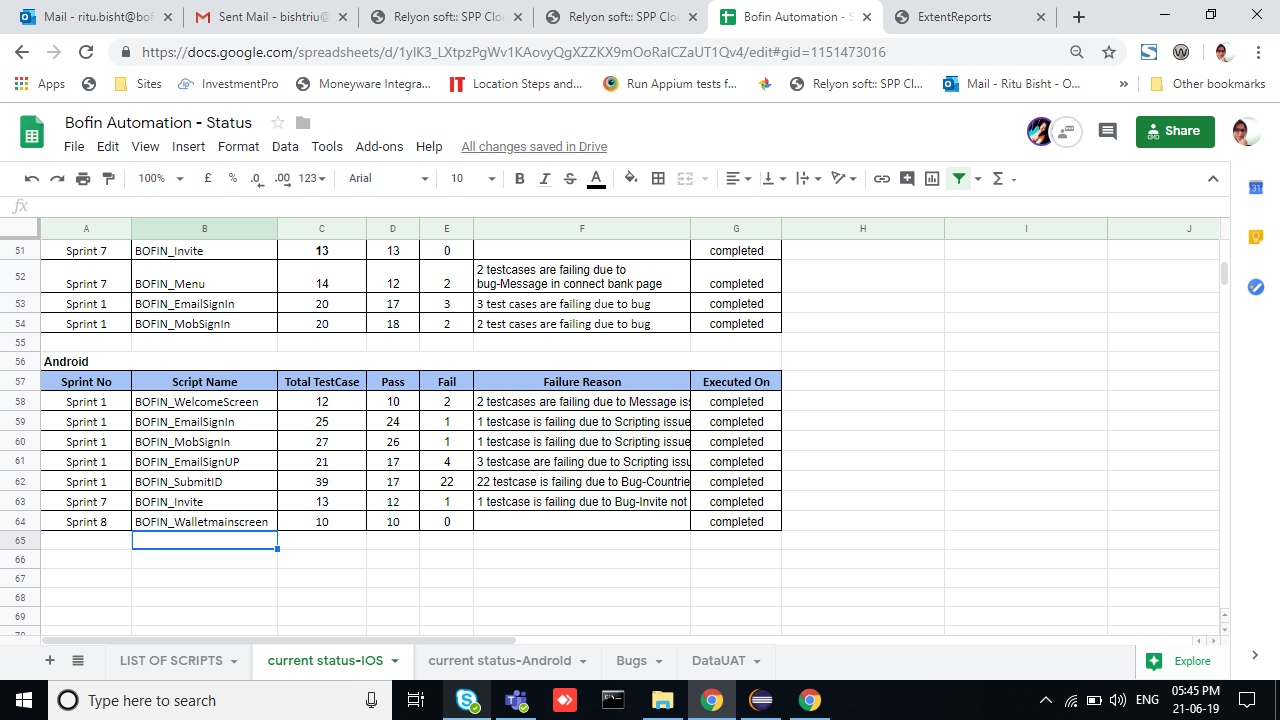 Mail - ritu.bisht@bof
Sent Mail - bishtriu@
Relyon soft:: SPP Clo
Relyon soft:: SPP Clo
Bofin Automation - S
ExtentReports
https://docs.google.com/spreadsheets/d/1ylK3_LXtpzPgWv1KAovyQgXZZKX9mOoRalCZaUT1Qv4/edit#gid=1151473016
Apps
Sites
InvestmentPro
Moneyware Integra...
Location Steps and...
Run Appium tests f...
Relyon soft:: SPP Cl...
Mail - Ritu Bisht - O...
»
Other bookmarks
Bofin Automation - Status
File Edit View Insert Format Data Tools Add-ons Help All changes saved in Drive
Share
100% £ % .0 .00 123 Arial 10 B I S A Σ
fx
A B C D E F G H I J
51 Sprint 7 BOFIN_Invite 13 13 0 completed
52 Sprint 7 BOFIN_Menu 14 12 2 2 testcases are failing due to
bug-Message in connect bank page completed
53 Sprint 1 BOFIN_EmailSignIn 20 17 3 3 test cases are failing due to bug completed
54 Sprint 1 BOFIN_MobSignIn 20 18 2 2 test cases are failing due to bug completed
55
56 Android
57 Sprint No Script Name Total TestCase Pass Fail Failure Reason Executed On
58 Sprint 1 BOFIN_WelcomeScreen 12 10 2 2 testcases are failing due to Message is completed
59 Sprint 1 BOFIN_EmailSignIn 25 24 1 1 testcase is failing due to Scripting issue completed
60 Sprint 1 BOFIN_MobSignIn 27 26 1 1 testcase is failing due to Scripting issue completed
61 Sprint 1 BOFIN_EmailSignUP 21 17 4 3 testcase are failing due to Scripting issu completed
62 Sprint 1 BOFIN_SubmitID 39 17 22 22 testcase is failing due to Bug-Countrie completed
63 Sprint 7 BOFIN_Invite 13 12 1 1 testcase is failing due to Bug-Invite not completed
64 Sprint 8 BOFIN_Walletmainscreen 10 10 0 completed
65
66
67
68
69
70
LIST OF SCRIPTS
current status-IOS
current status-Android
Bugs
DataUAT
Explore
Type here to search
ENG
05:45 PM
21-06-19